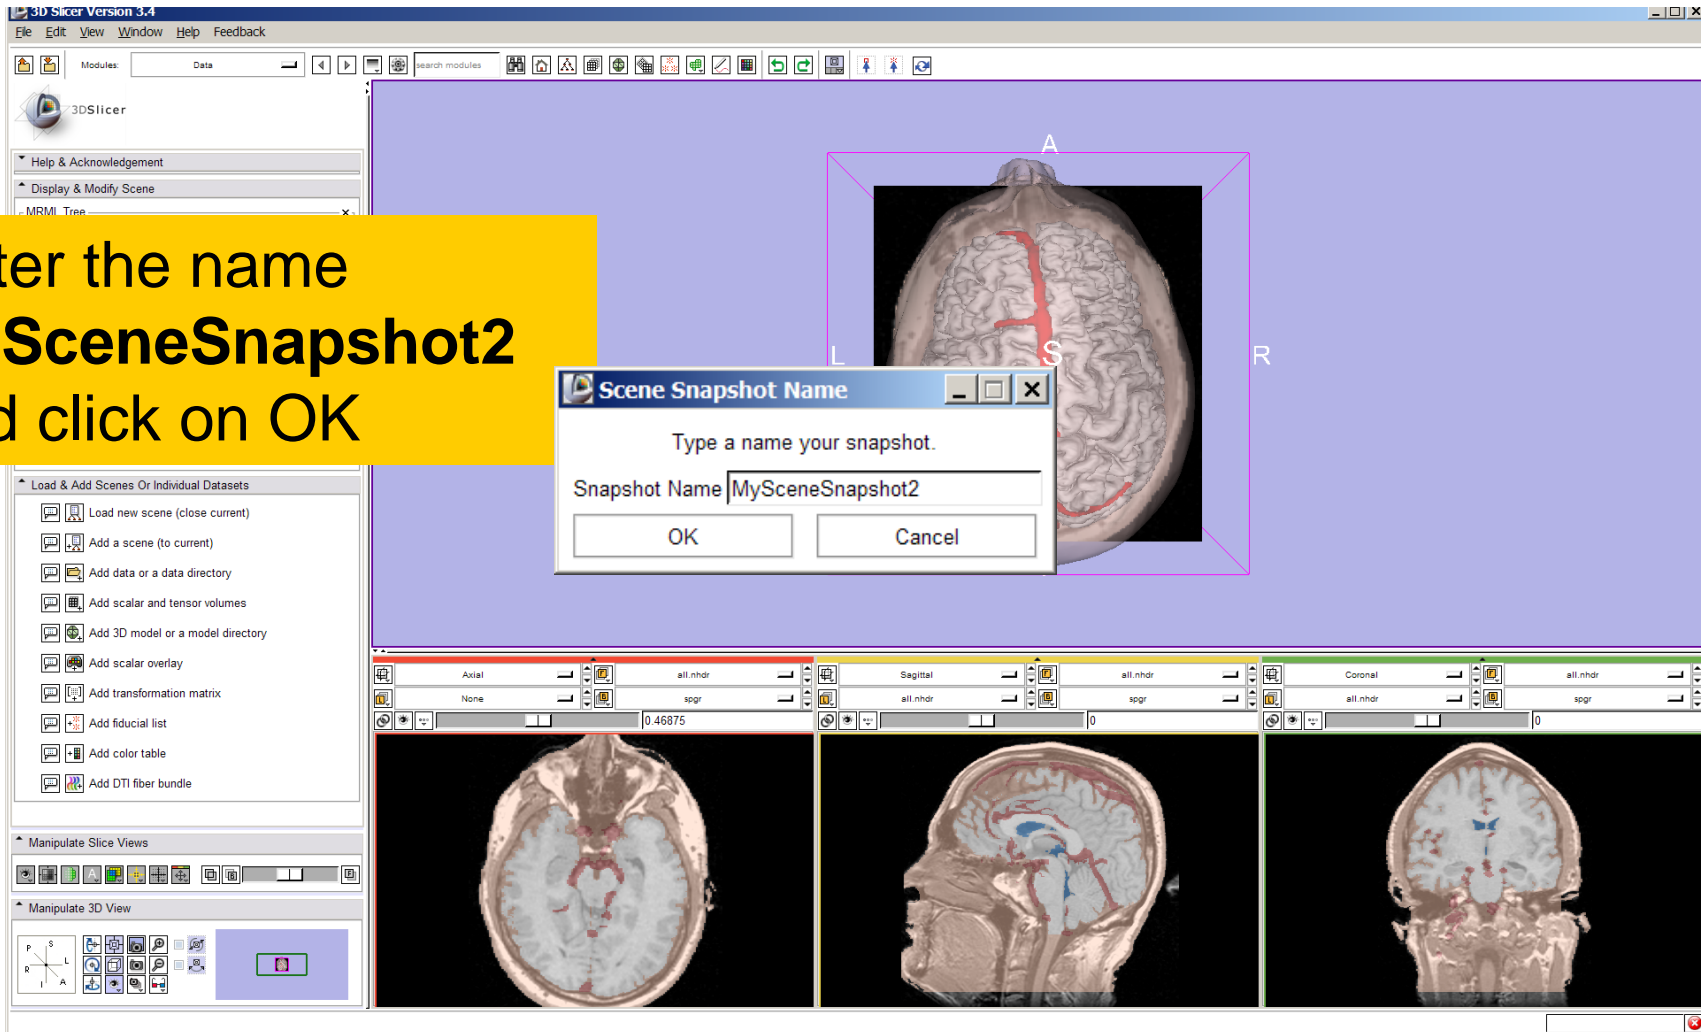 3D Slicer Version 3.4
File Edit View Window Help Feedback
Modules: Data search modules
3DSlicer
Help & Acknowledgement
Display & Modify Scene
MRML Tree
ter the name
SceneSnapshot2
d click on OK
A
L
S
R
Scene Snapshot Name
Type a name your snapshot.
Snapshot Name MySceneSnapshot2
OK Cancel
Load & Add Scenes Or Individual Datasets
Load new scene (close current)
Add a scene (to current)
Add data or a data directory
Add scalar and tensor volumes
Add 3D model or a model directory
Add scalar overlay
Add transformation matrix
Add fiducial list
Add color table
Add DTI fiber bundle
Manipulate Slice Views
Manipulate 3D View
P S
R L
I A
Axial all.nhdr
None spgr
0.46875
Sagittal all.nhdr
all.nhdr spgr
0
Coronal all.nhdr
all.nhdr spgr
0